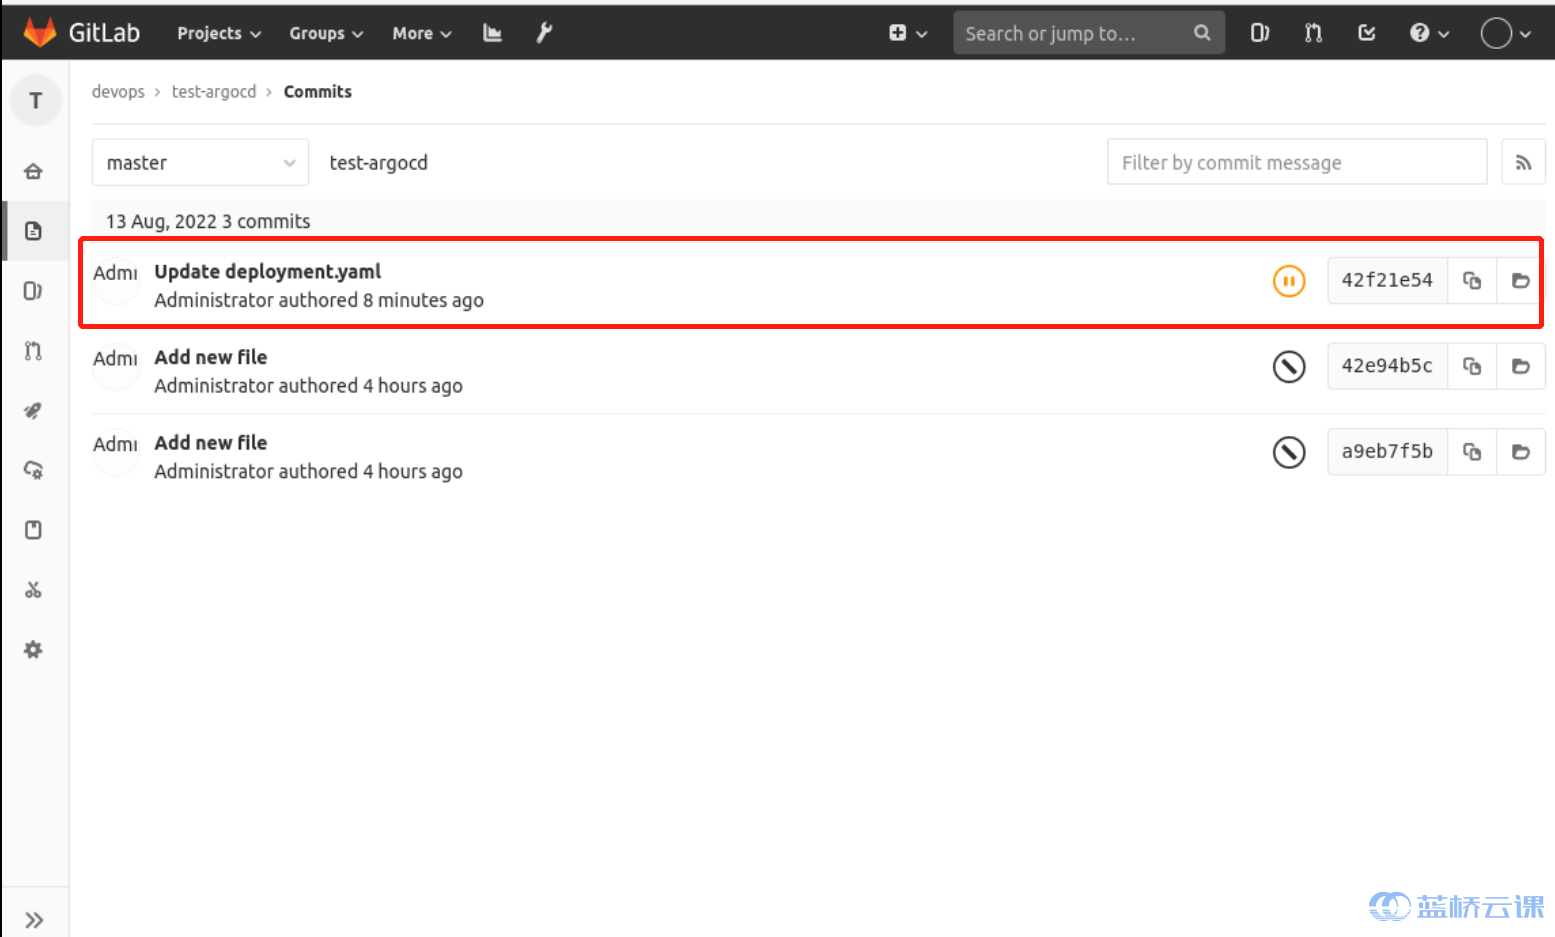 GitLab Projects Groups More Search or jump to...
T
devops › test-argocd › Commits
master test-argocd Filter by commit message
13 Aug, 2022 3 commits
Admi Update deployment.yaml
Administrator authored 8 minutes ago
42f21e54
Admi Add new file
Administrator authored 4 hours ago
42e94b5c
Admi Add new file
Administrator authored 4 hours ago
a9eb7f5b
蓝桥云课